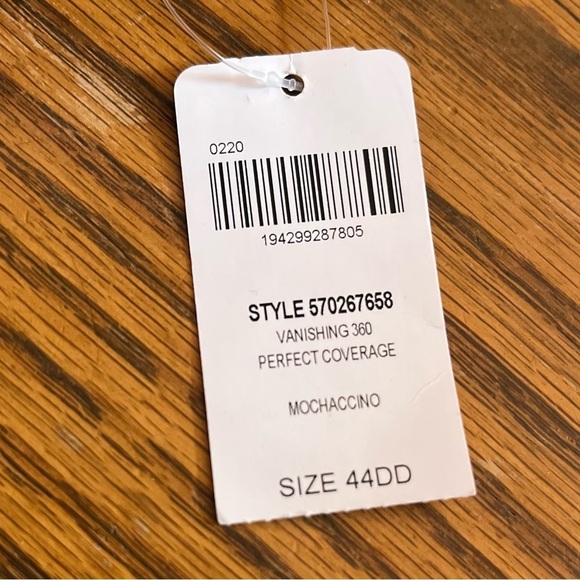 0220
194299287805
STYLE 570267658
VANISHING 360
PERFECT COVERAGE
MOCHACCINO
SIZE 44DD